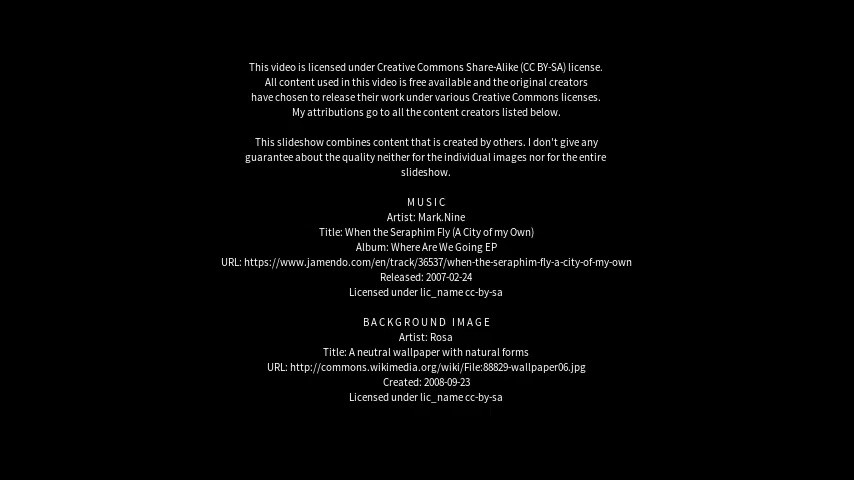 This video is licensed under Creative Commons Share-Alike (CC BY-SA) license.
All content used in this video is free available and the original creators
have chosen to release their work under various Creative Commons licenses.
My attributions go to all the content creators listed below.
This slideshow combines content that is created by others. I don't give any
guarantee about the quality neither for the individual images nor for the entire
slideshow.
MUSIC
Artist: Mark.Nine
Title: When the Seraphim Fly (A City of my Own)
Album: Where Are We Going EP
URL: https://www.jamendo.com/en/track/36537/when-the-seraphim-fly-a-city-of-my-own
Released: 2007-02-24
Licensed under lic_name cc-by-sa
BACKGROUND IMAGE
Artist: Rosa
Title: A neutral wallpaper with natural forms
URL: http://commons.wikimedia.org/wiki/File:88829-wallpaper06.jpg
Created: 2008-09-23
Licensed under lic_name cc-by-sa